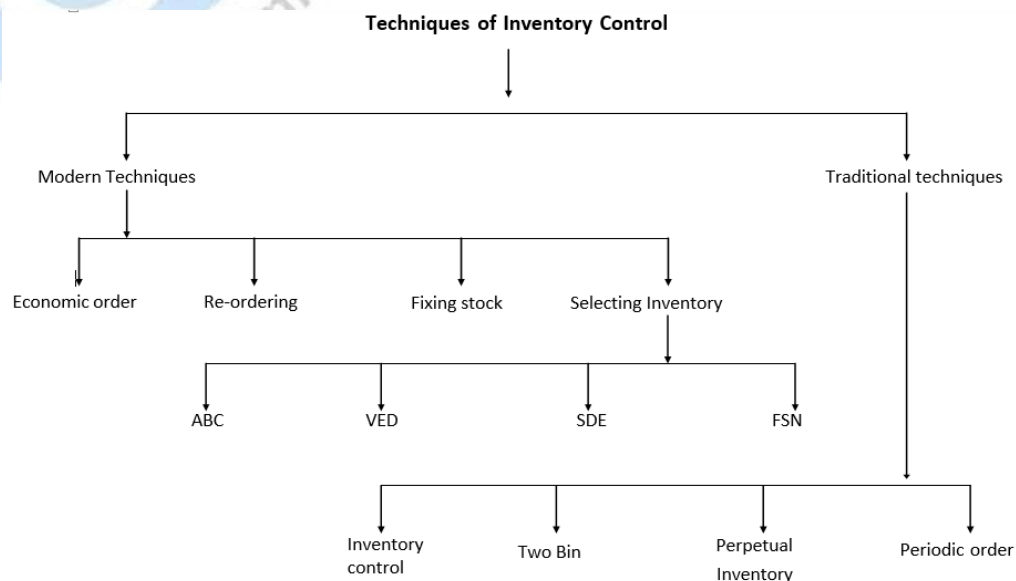 Techniques of Inventory Control
Modern Techniques
Traditional techniques
Economic order
Re-ordering
Fixing stock
Selecting Inventory
ABC
VED
SDE
FSN
Inventory
control
Two Bin
Perpetual
Inventory
Periodic order